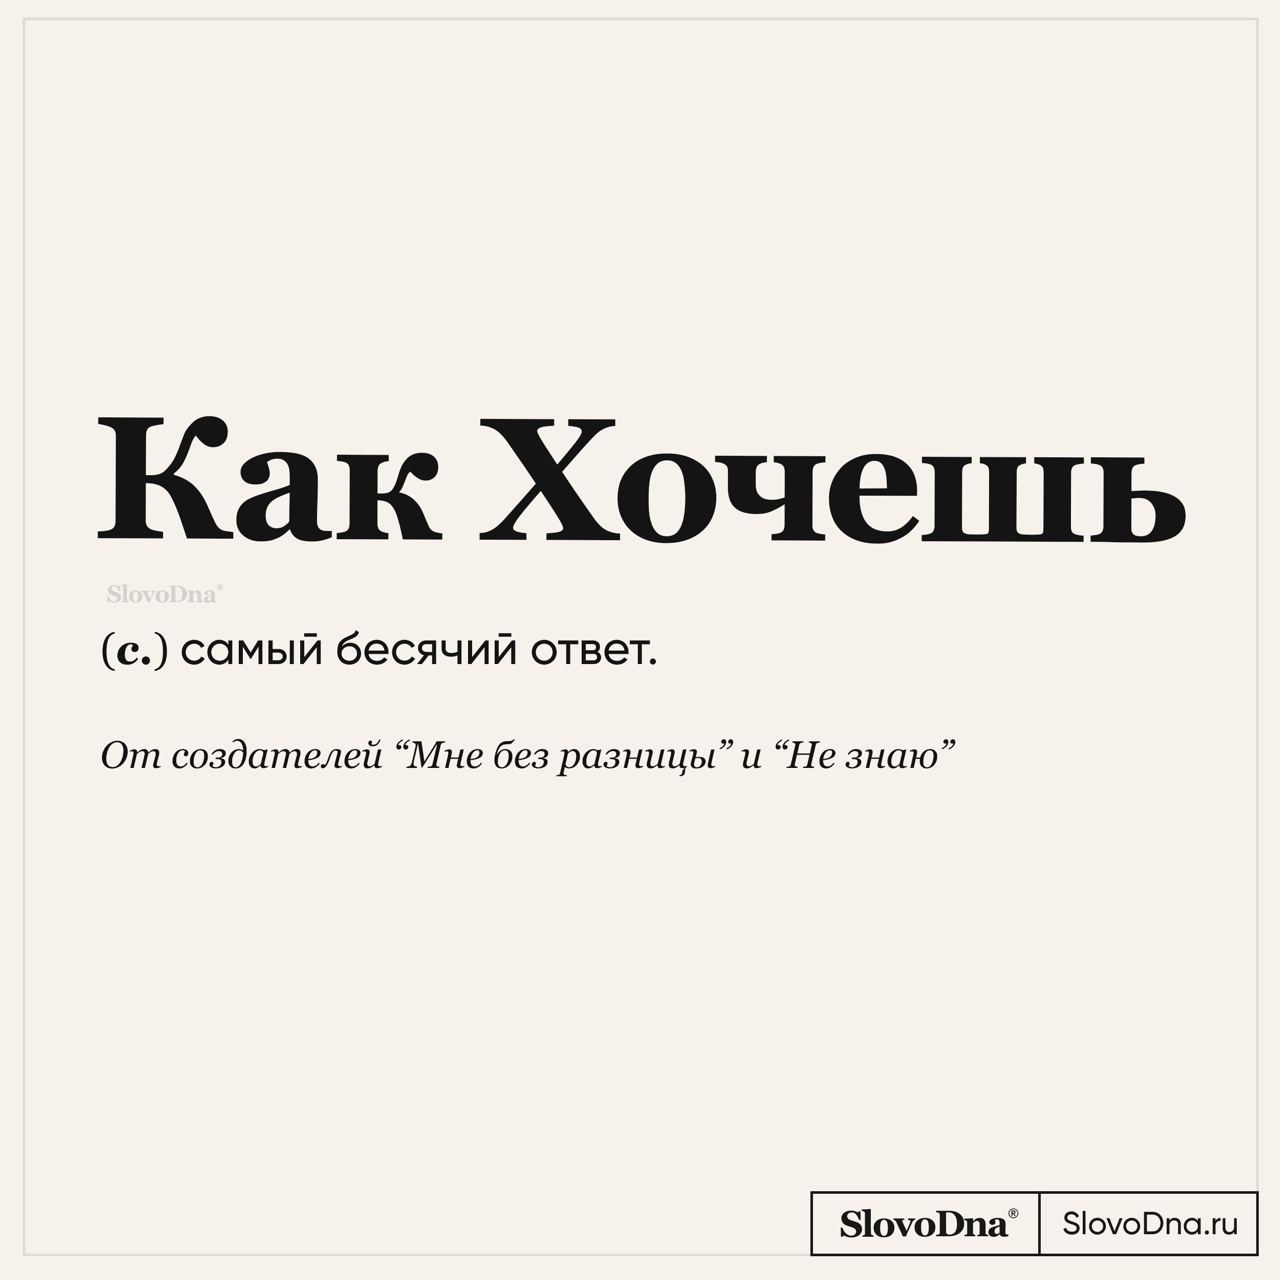 Как Хочешь
SlovoDna®
(с.) самый бесячий ответ.
От создателей “Мне без разницы” и “Не знаю”
SlovoDna® SlovoDna.ru